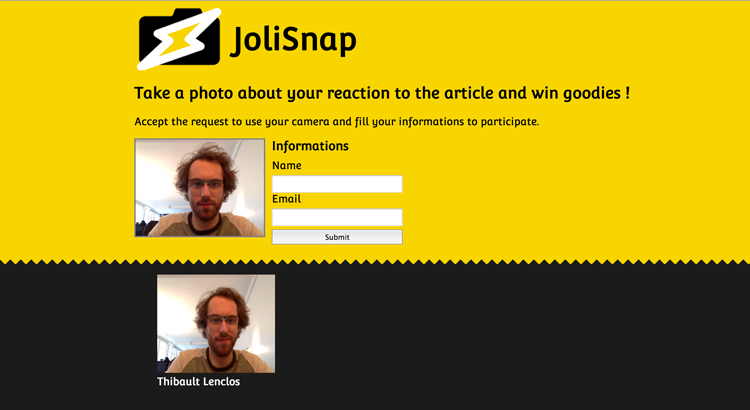 JoliSnap
Take a photo about your reaction to the article and win goodies !
Accept the request to use your camera and fill your informations to participate.
Informations
Name
Email
Submit
Thibault Lenclos